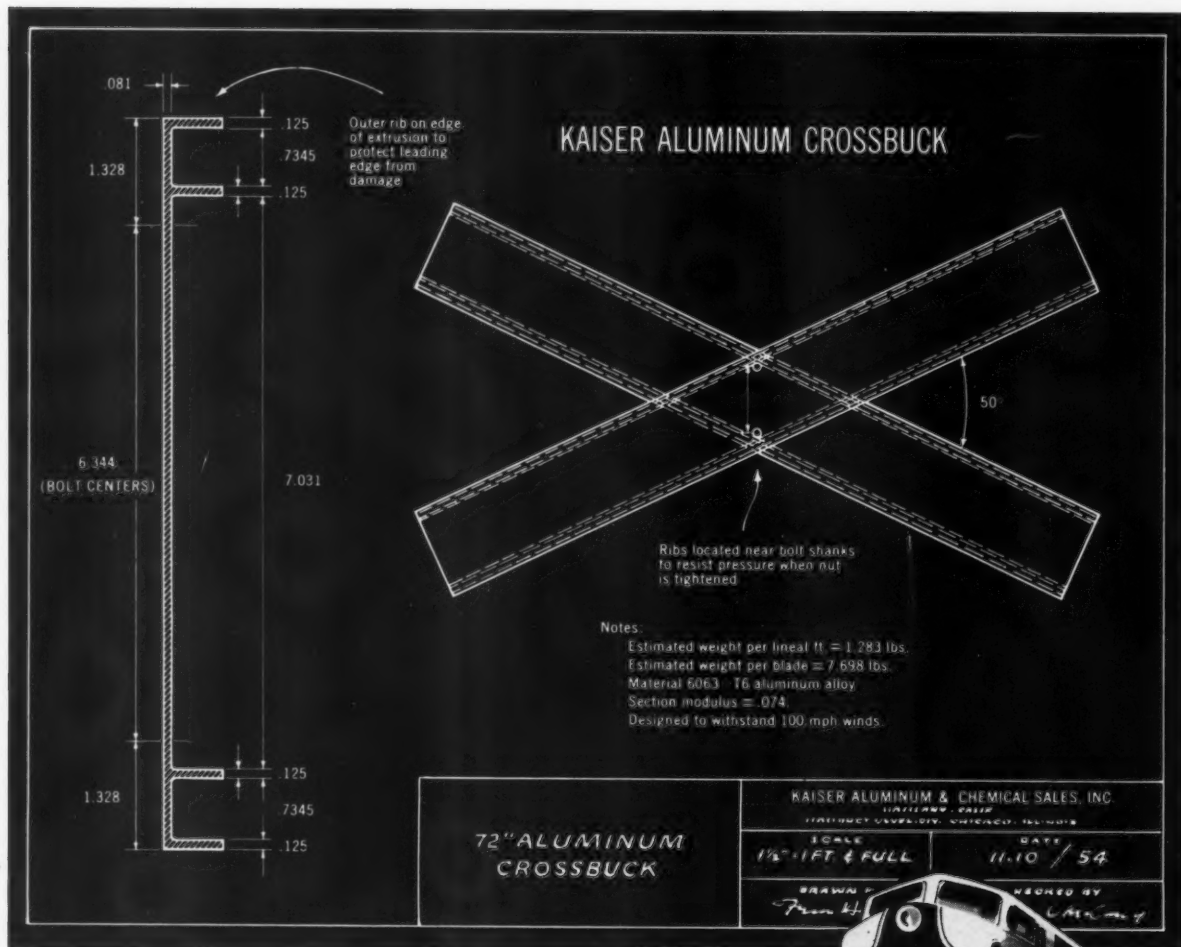 .081
.125
1.328
.7345
.125
Outer rib on edge
of extrusion to
protect leading
edge from
damage
KAISER ALUMINUM CROSSBUCK
50
6.344
(BOLT CENTERS)
7.031
Ribs located near bolt shanks
to resist pressure when nut
is tightened
Notes:
Estimated weight per lineal ft = 1.283 lbs.
Estimated weight per blade = 7.698 lbs.
Material 6063 T6 aluminum alloy
Section modulus = .074.
Designed to withstand 100 mph winds.
.125
1.328
.7345
.125
72" ALUMINUM
CROSSBUCK
KAISER ALUMINUM & CHEMICAL SALES, INC.
RAILWAY DIV. CHICAGO, ILLINOIS
SCALE
1½"=1FT & FULL
DATE
11.10/54
DRAWN
BY